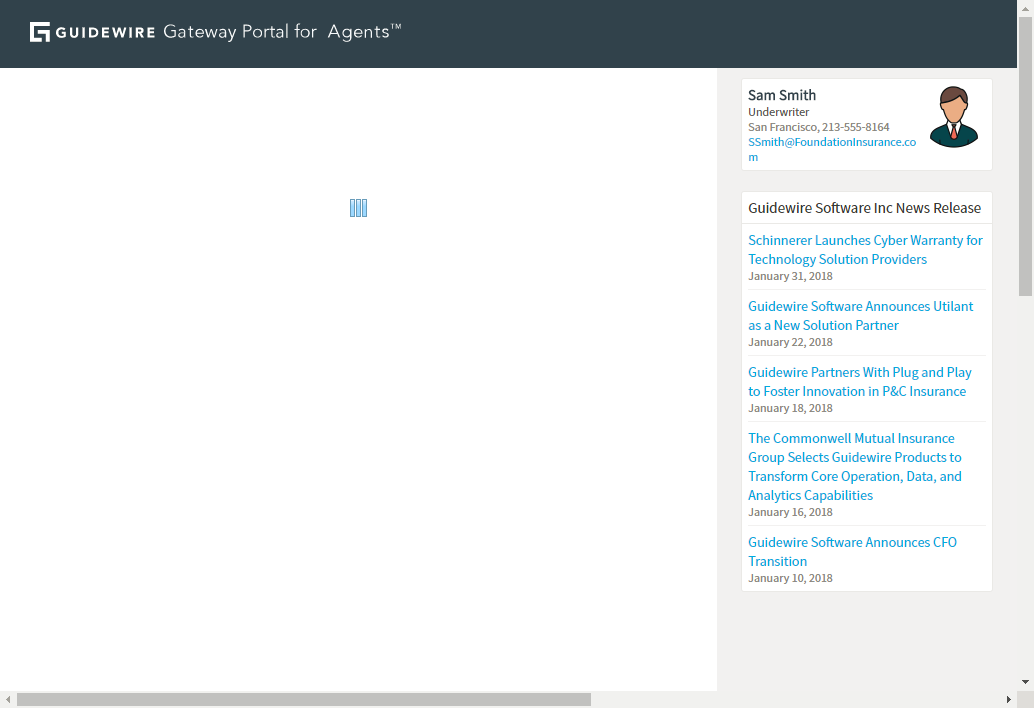 GUIDEWIRE Gateway Portal for Agents™
Sam Smith
Underwriter
San Francisco, 213-555-8164
SSmith@FoundationInsurance.co
m
Guidewire Software Inc News Release
Schinnerer Launches Cyber Warranty for
Technology Solution Providers
January 31, 2018
Guidewire Software Announces Utilant
as a New Solution Partner
January 22, 2018
Guidewire Partners With Plug and Play
to Foster Innovation in P&C Insurance
January 18, 2018
The Commonwell Mutual Insurance
Group Selects Guidewire Products to
Transform Core Operation, Data, and
Analytics Capabilities
January 16, 2018
Guidewire Software Announces CFO
Transition
January 10, 2018